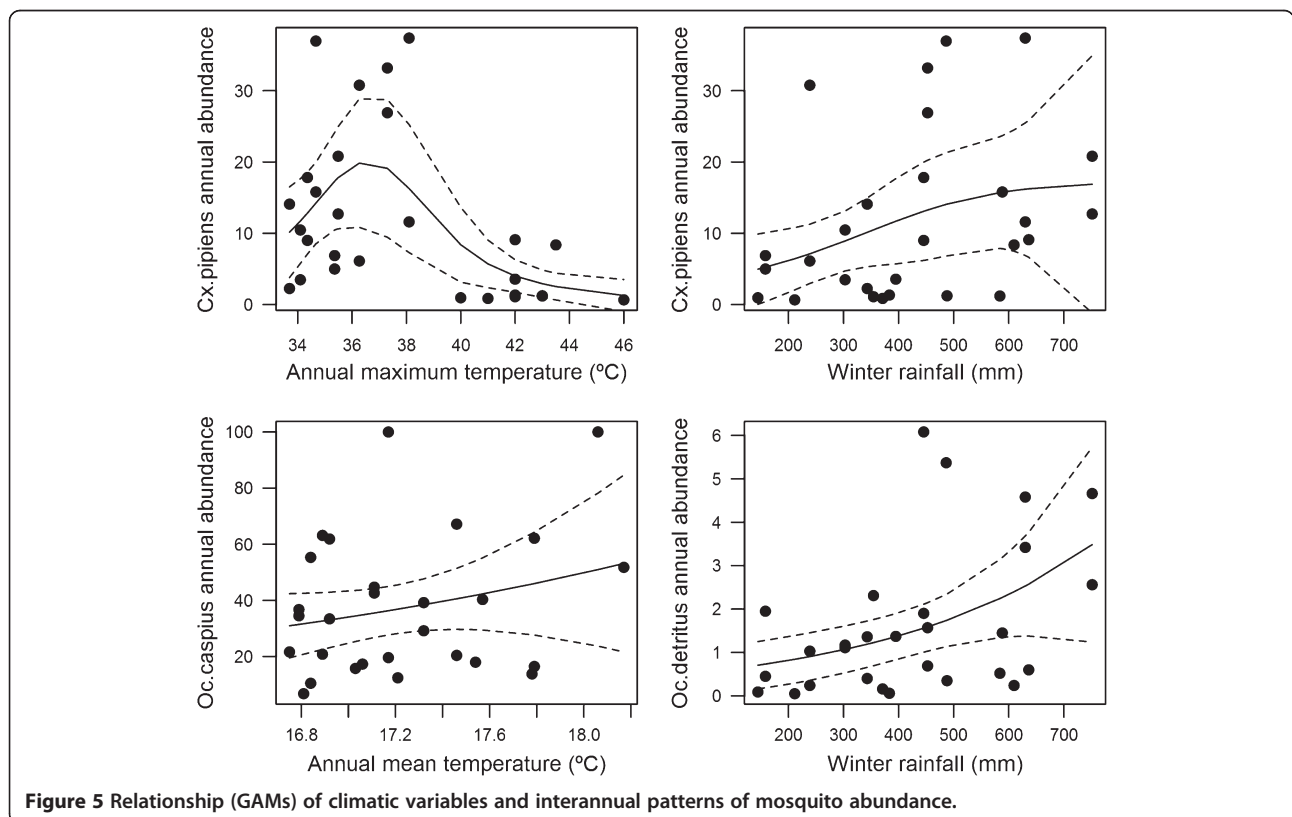 Cx.pipiens annual abundance
30
20
10
0
34 36 38 40 42 44 46
Annual maximum temperature (ºC)
Cx.pipiens annual abundance
30
20
10
0
200 300 400 500 600 700
Winter rainfall (mm)
Oc.caspius annual abundance
100
80
60
40
20
16.8 17.2 17.6 18.0
Annual mean temperature (ºC)
Oc.detritus annual abundance
6
5
4
3
2
1
0
200 300 400 500 600 700
Winter rainfall (mm)
Figure 5 Relationship (GAMs) of climatic variables and interannual patterns of mosquito abundance.